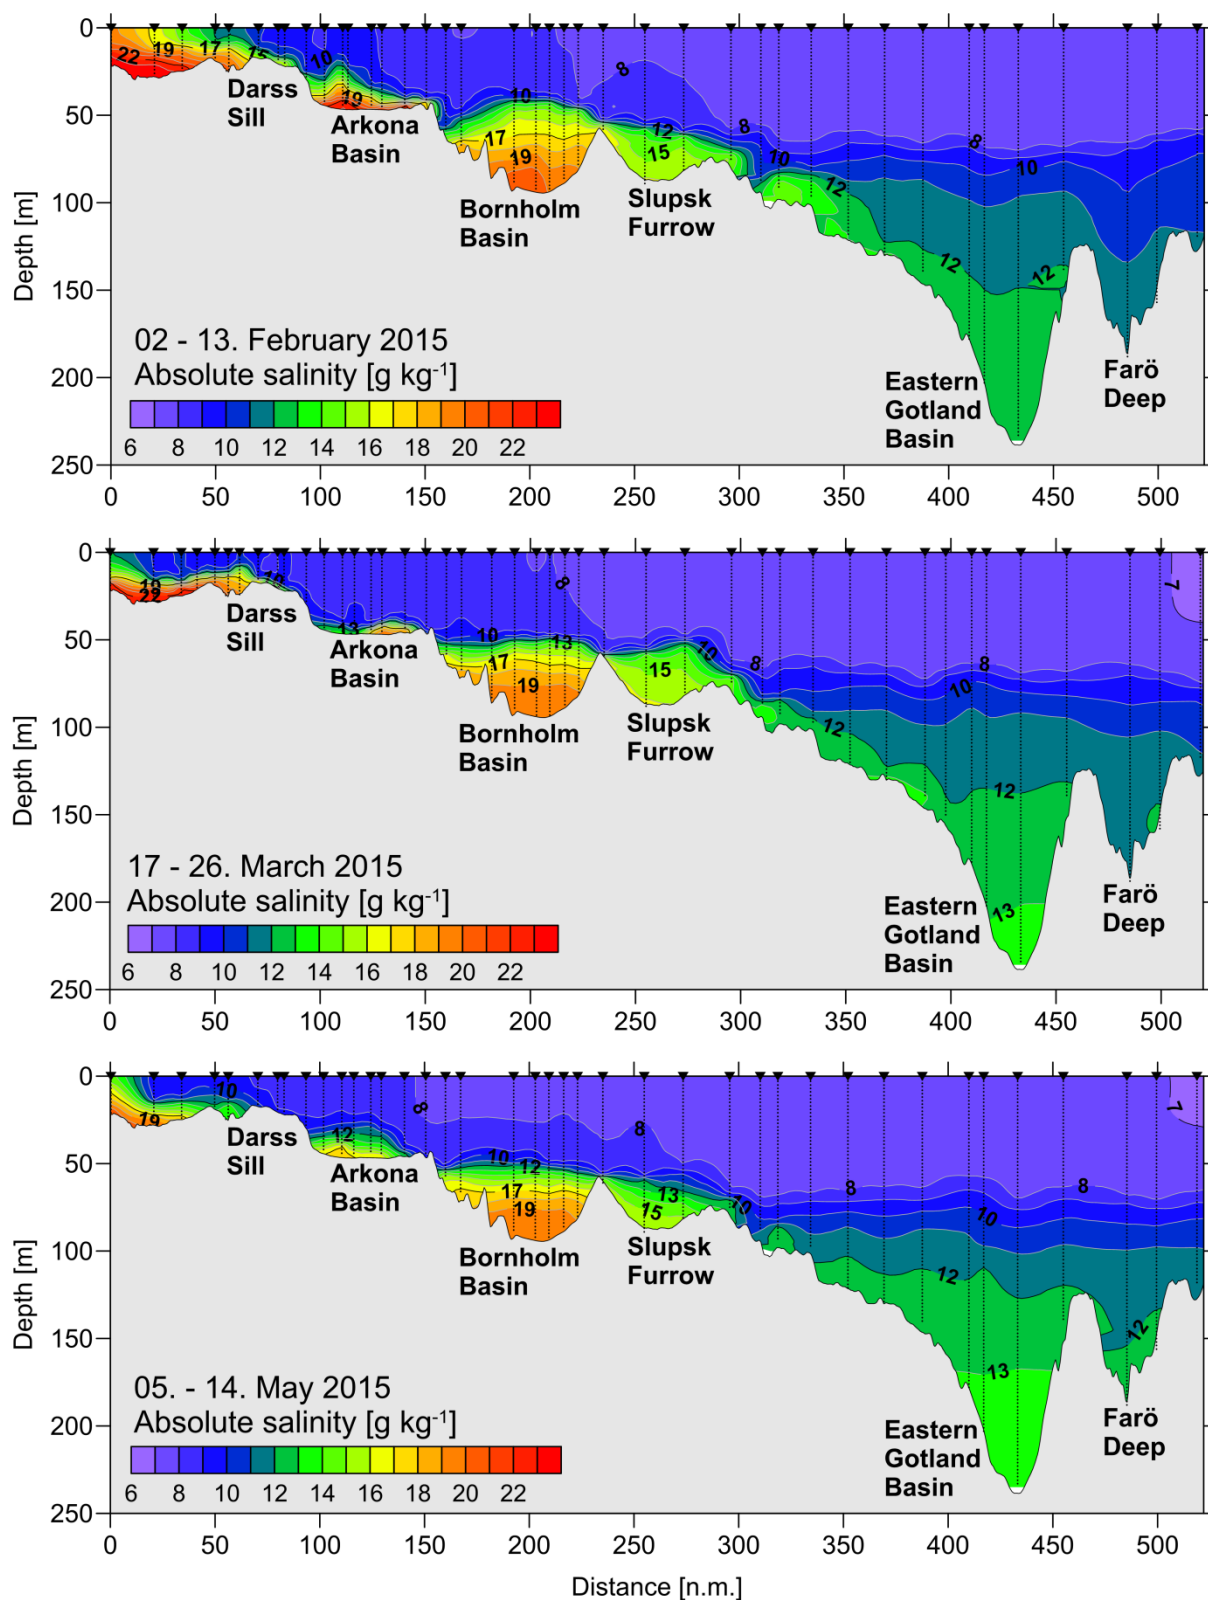 0
50
100
150
200
250
Depth [m]
22
19
17
15
10
19
10
17
19
8
12
15
8
10
12
8
10
12
12
Darss
Sill
Arkona
Basin
Bornholm
Basin
Slupsk
Furrow
Eastern
Gotland
Basin
Farö
Deep
02 - 13. February 2015
Absolute salinity [g kg-1]
6 8 10 12 14 16 18 20 22
0 50 100 150 200 250 300 350 400 450 500
0
50
100
150
200
250
Depth [m]
19
22
10
13
10
13
17
19
8
15
10
8
12
8
10
12
13
7
Darss
Sill
Arkona
Basin
Bornholm
Basin
Slupsk
Furrow
Eastern
Gotland
Basin
Farö
Deep
17 - 26. March 2015
Absolute salinity [g kg-1]
6 8 10 12 14 16 18 20 22
0 50 100 150 200 250 300 350 400 450 500
0
50
100
150
200
250
Depth [m]
19
10
12
8
10
12
17
19
8
13
15
10
8
8
10
12
13
12
7
Darss
Sill
Arkona
Basin
Bornholm
Basin
Slupsk
Furrow
Eastern
Gotland
Basin
Farö
Deep
05. - 14. May 2015
Absolute salinity [g kg-1]
6 8 10 12 14 16 18 20 22
0 50 100 150 200 250 300 350 400 450 500
Distance [n.m.]